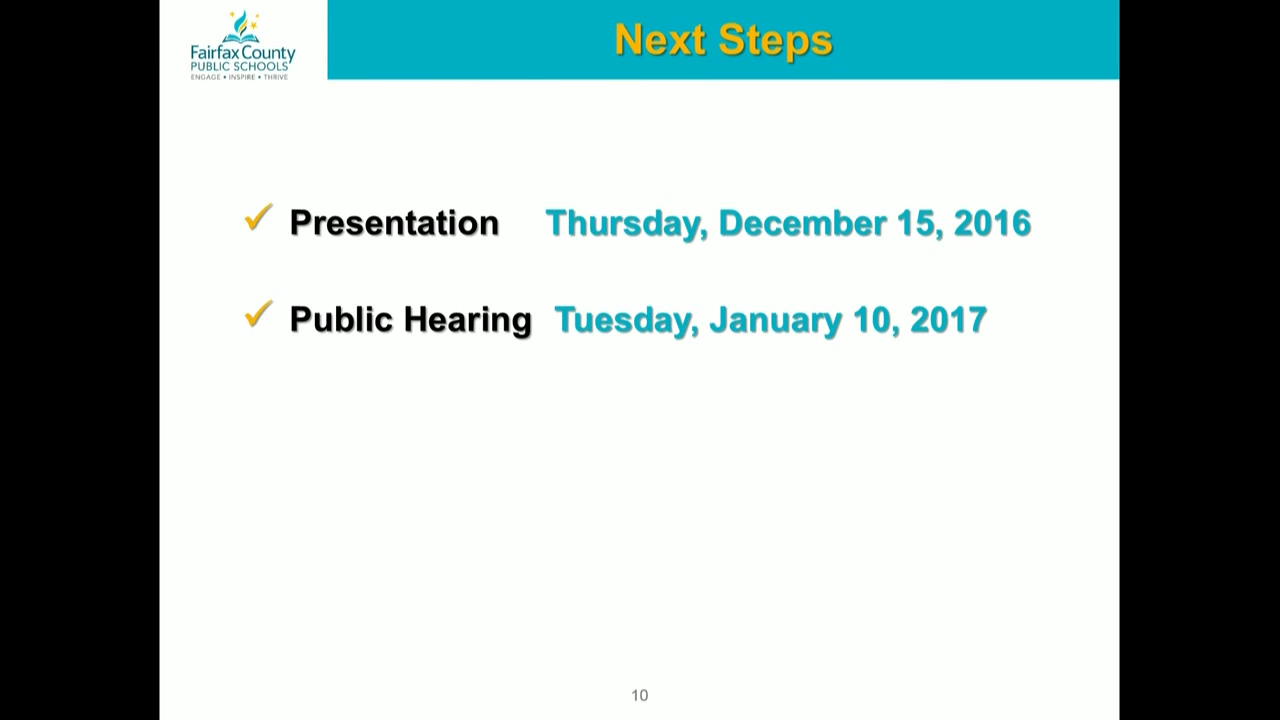 Fairfax County
PUBLIC SCHOOLS
ENGAGE • INSPIRE • THRIVE
Next Steps
✓ Presentation Thursday, December 15, 2016
✓ Public Hearing Tuesday, January 10, 2017
10